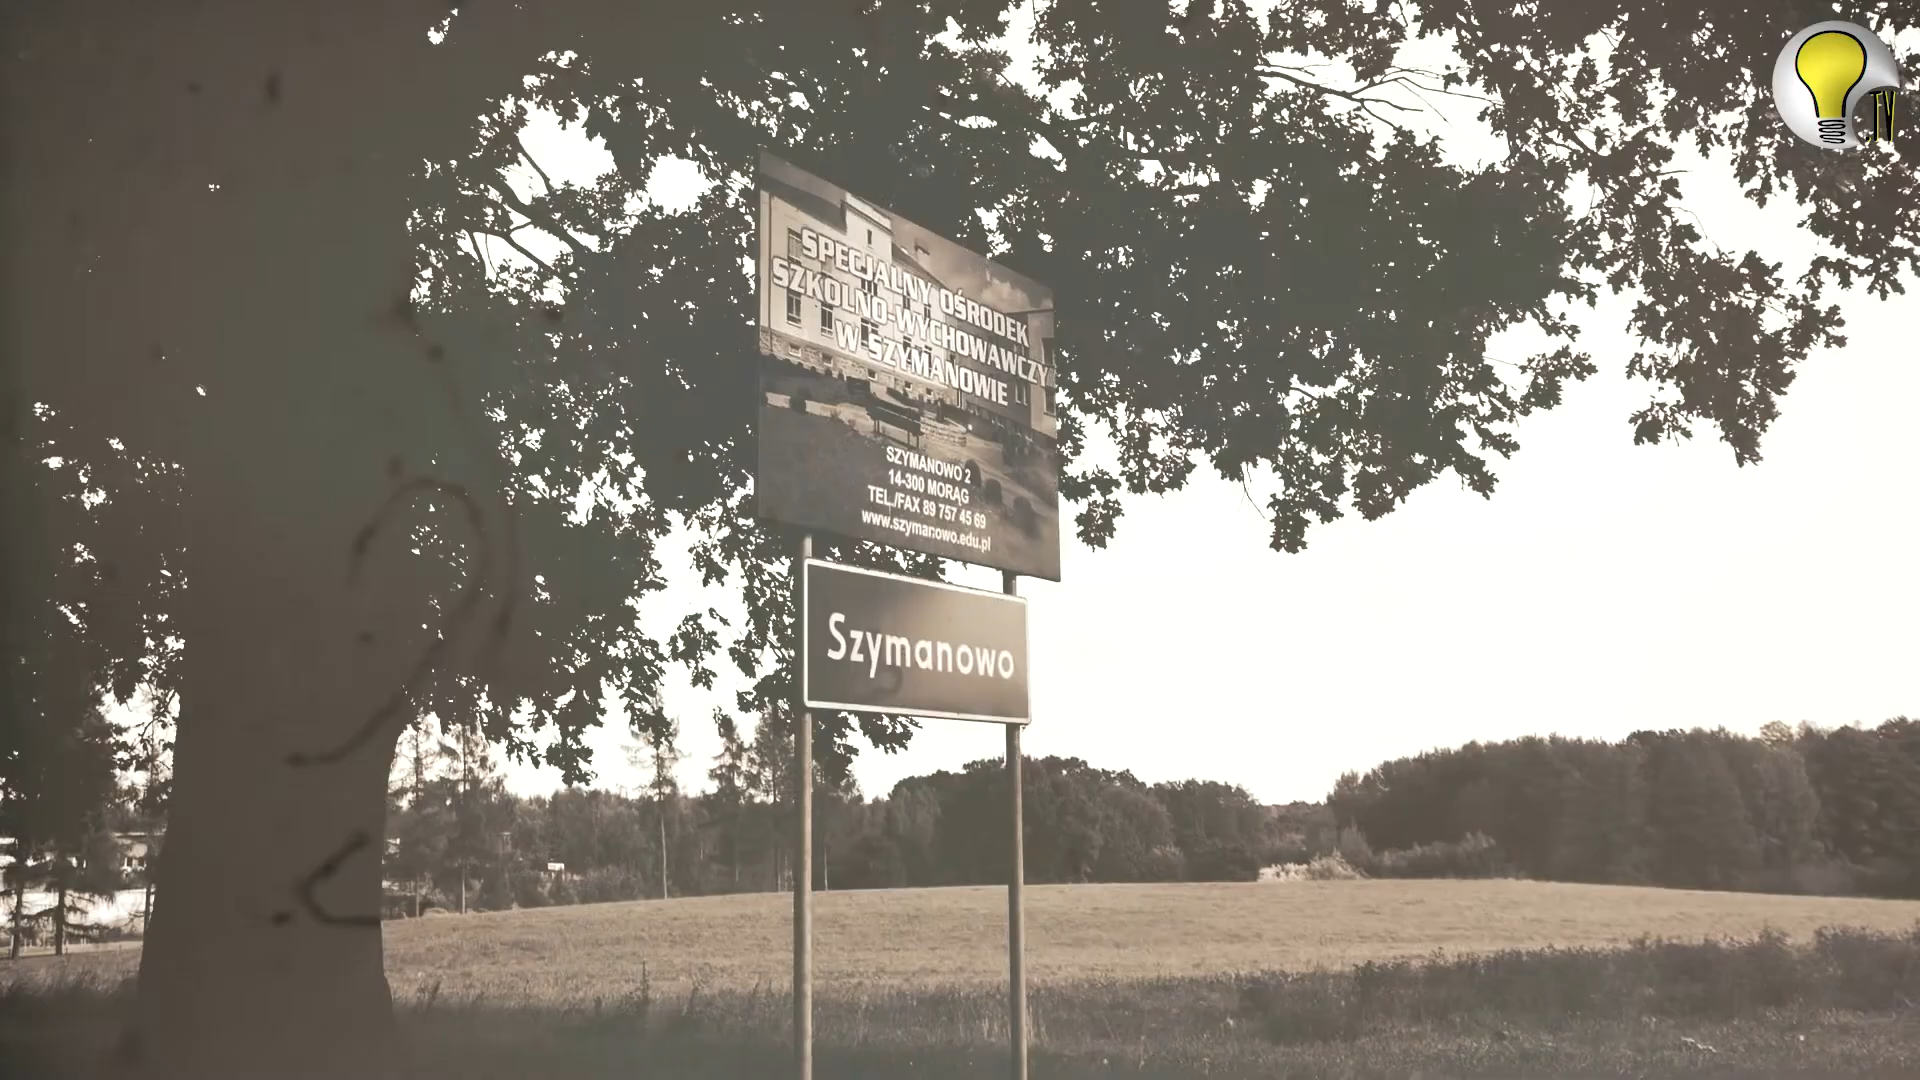 SPECJALNY OŚRODEK
SZKOLNO-WYCHOWAWCZY
W SZYMANOWIE
SZYMANOWO 2
14-300 MORĄG
TEL./FAX 89 757 45 69
www.szymanowo.edu.pl
Szymanowo
.TV